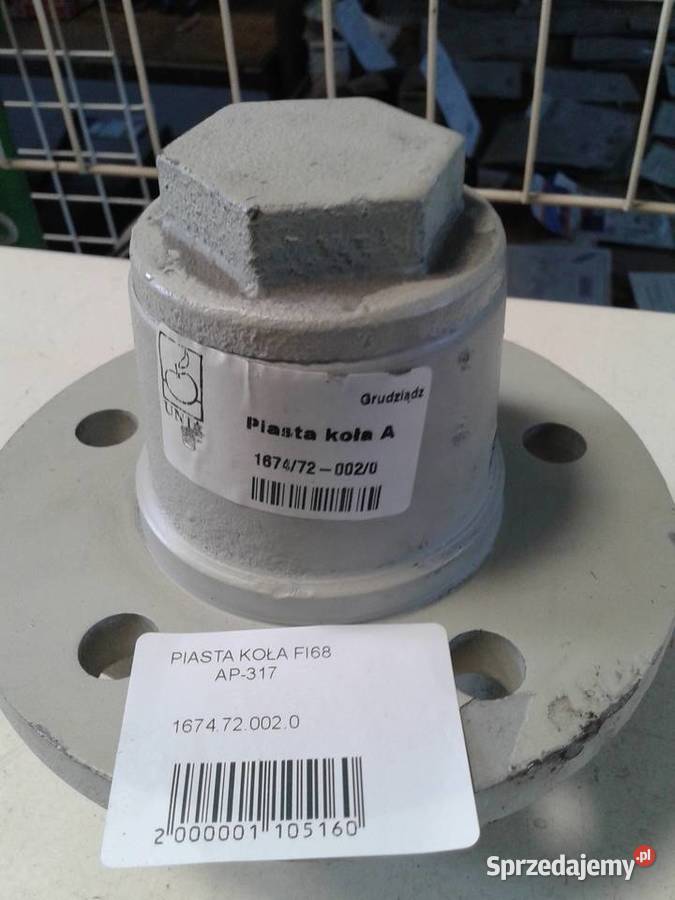 Grudziądz
UNIA
Piasta koła A
1674/72-002/0
PIASTA KOŁA FI68
AP-317
1674.72.002.0
2 000001 105160
Sprzedajemy.pl